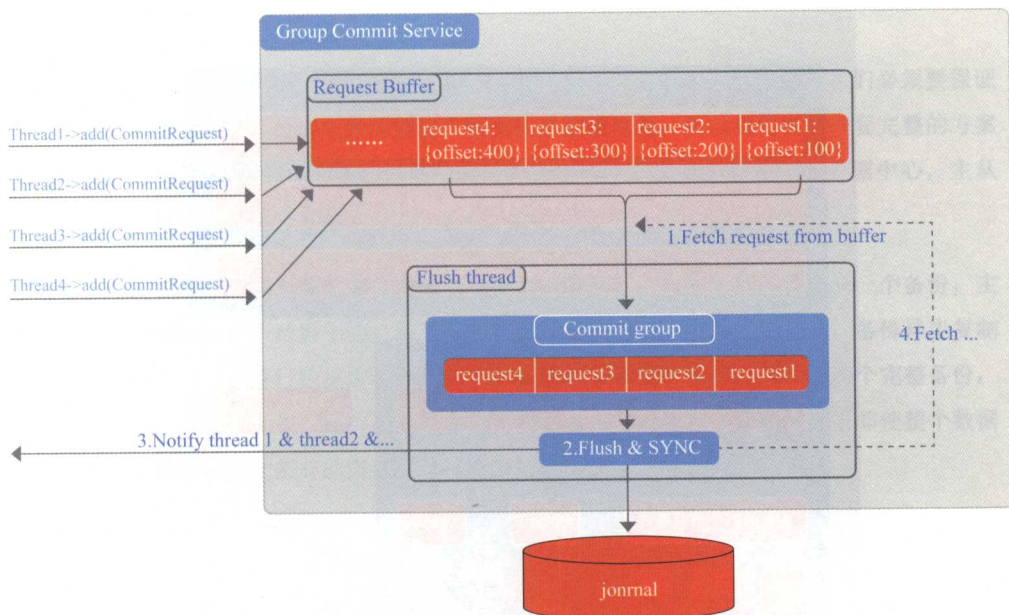 Group Commit Service
Request Buffer
Thread1->add(CommitRequest)
Thread2->add(CommitRequest)
Thread3->add(CommitRequest)
Thread4->add(CommitRequest)
......
request4:
{offset:400}
request3:
{offset:300}
request2:
{offset:200}
request1:
{offset:100}
1.Fetch request from buffer
Flush thread
Commit group
request4
request3
request2
request1
4.Fetch ...
3.Notify thread 1 & thread2 &...
2.Flush & SYNC
jonrnal